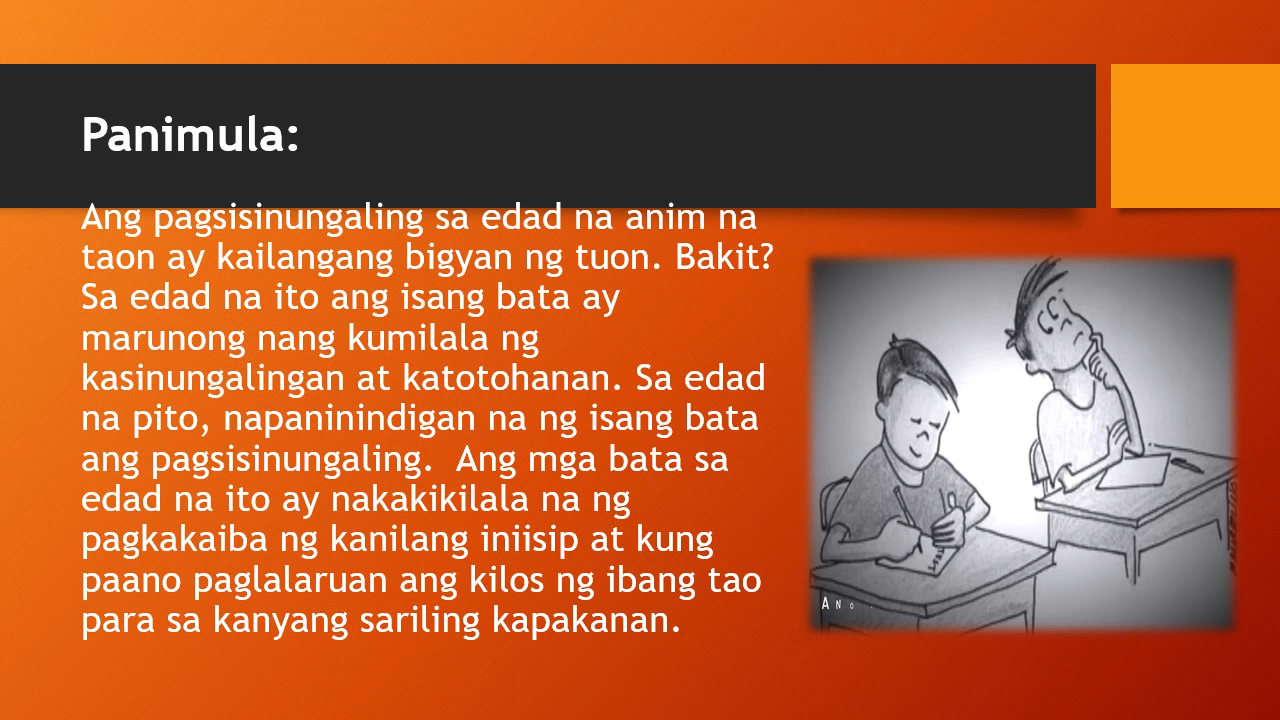 Panimula:
Ang pagsisinungaling sa edad na anim na
taon ay kailangang bigyan ng tuon. Bakit?
Sa edad na ito ang isang bata ay
marunong nang kumilala ng
kasinungalingan at katotohanan. Sa edad
na pito, napaninindigan na ng isang bata
ang pagsisinungaling.  Ang mga bata sa
edad na ito ay nakakikilala na ng
pagkakaiba ng kanilang iniisip at kung
paano paglalaruan ang kilos ng ibang tao
para sa kanyang sariling kapakanan.
ANO .